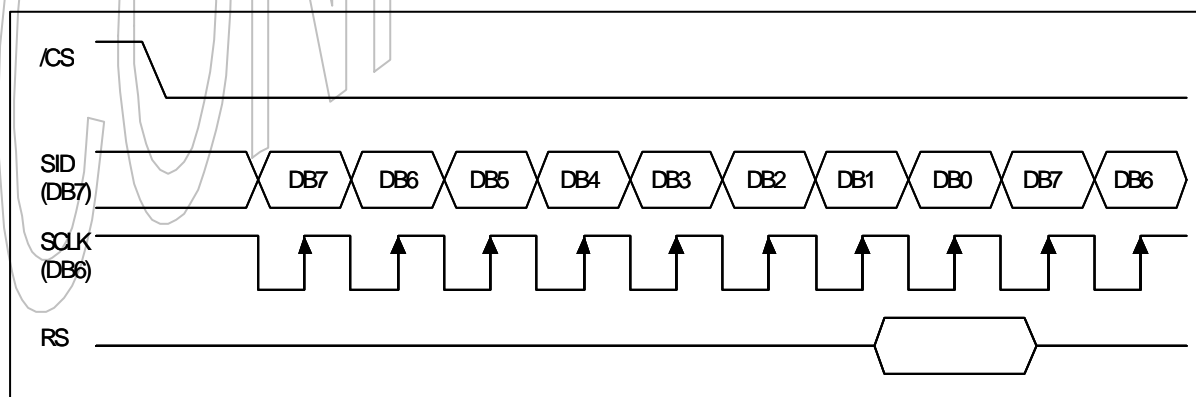 /CS
SID
(DB7)
DB7 DB6 DB5 DB4 DB3 DB2 DB1 DB0 DB7 DB6
SCLK
(DB6)
RS